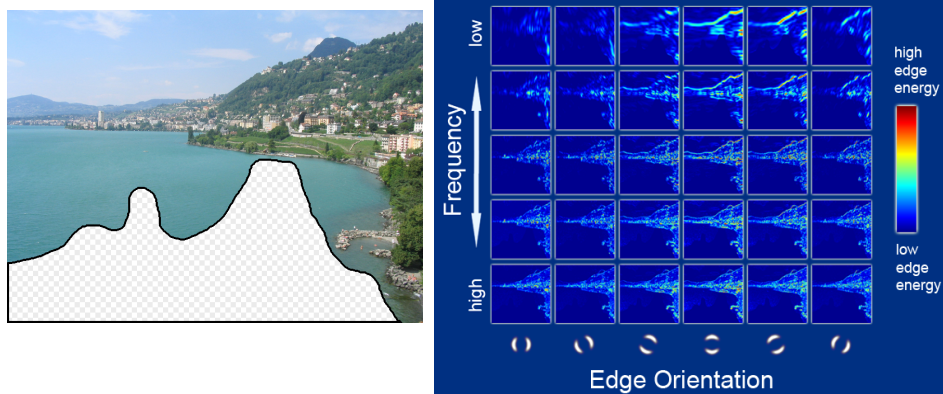 low
Frequency
high
Edge Orientation
high
edge
energy
low
edge
energy